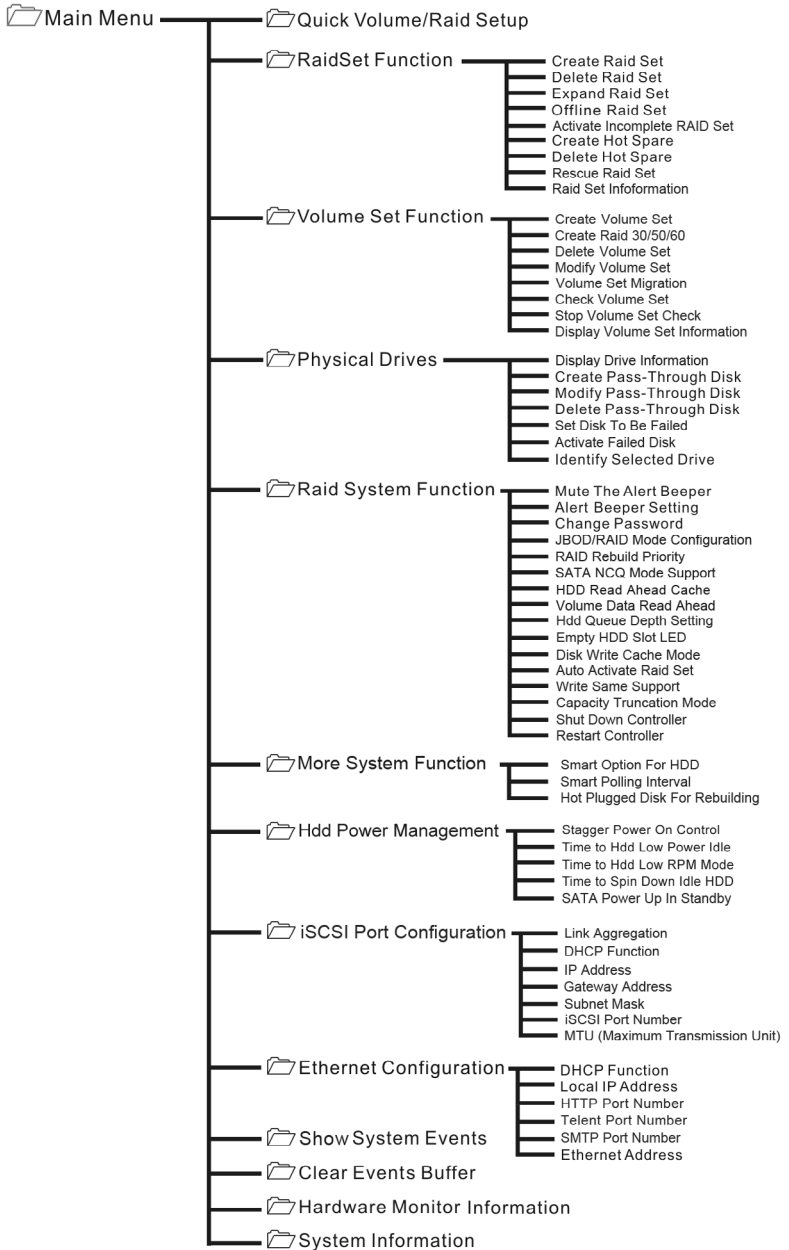 Main Menu
Quick Volume/Raid Setup
RaidSet Function
Create Raid Set
Delete Raid Set
Expand Raid Set
Offline Raid Set
Activate Incomplete RAID Set
Create Hot Spare
Delete Hot Spare
Rescue Raid Set
Raid Set Infoformation
Volume Set Function
Create Volume Set
Create Raid 30/50/60
Delete Volume Set
Modify Volume Set
Volume Set Migration
Check Volume Set
Stop Volume Set Check
Display Volume Set Information
Physical Drives
Display Drive Information
Create Pass-Through Disk
Modify Pass-Through Disk
Delete Pass-Through Disk
Set Disk To Be Failed
Activate Failed Disk
Identify Selected Drive
Raid System Function
Mute The Alert Beeper
Alert Beeper Setting
Change Password
JBOD/RAID Mode Configuration
RAID Rebuild Priority
SATA NCQ Mode Support
HDD Read Ahead Cache
Volume Data Read Ahead
Hdd Queue Depth Setting
Empty HDD Slot LED
Disk Write Cache Mode
Auto Activate Raid Set
Write Same Support
Capacity Truncation Mode
Shut Down Controller
Restart Controller
More System Function
Smart Option For HDD
Smart Polling Interval
Hot Plugged Disk For Rebuilding
Hdd Power Management
Stagger Power On Control
Time to Hdd Low Power Idle
Time to Hdd Low RPM Mode
Time to Spin Down Idle HDD
SATA Power Up In Standby
iSCSI Port Configuration
Link Aggregation
DHCP Function
IP Address
Gateway Address
Subnet Mask
iSCSI Port Number
MTU (Maximum Transmission Unit)
Ethernet Configuration
DHCP Function
Local IP Address
HTTP Port Number
Telent Port Number
SMTP Port Number
Ethernet Address
Show System Events
Clear Events Buffer
Hardware Monitor Information
System Information